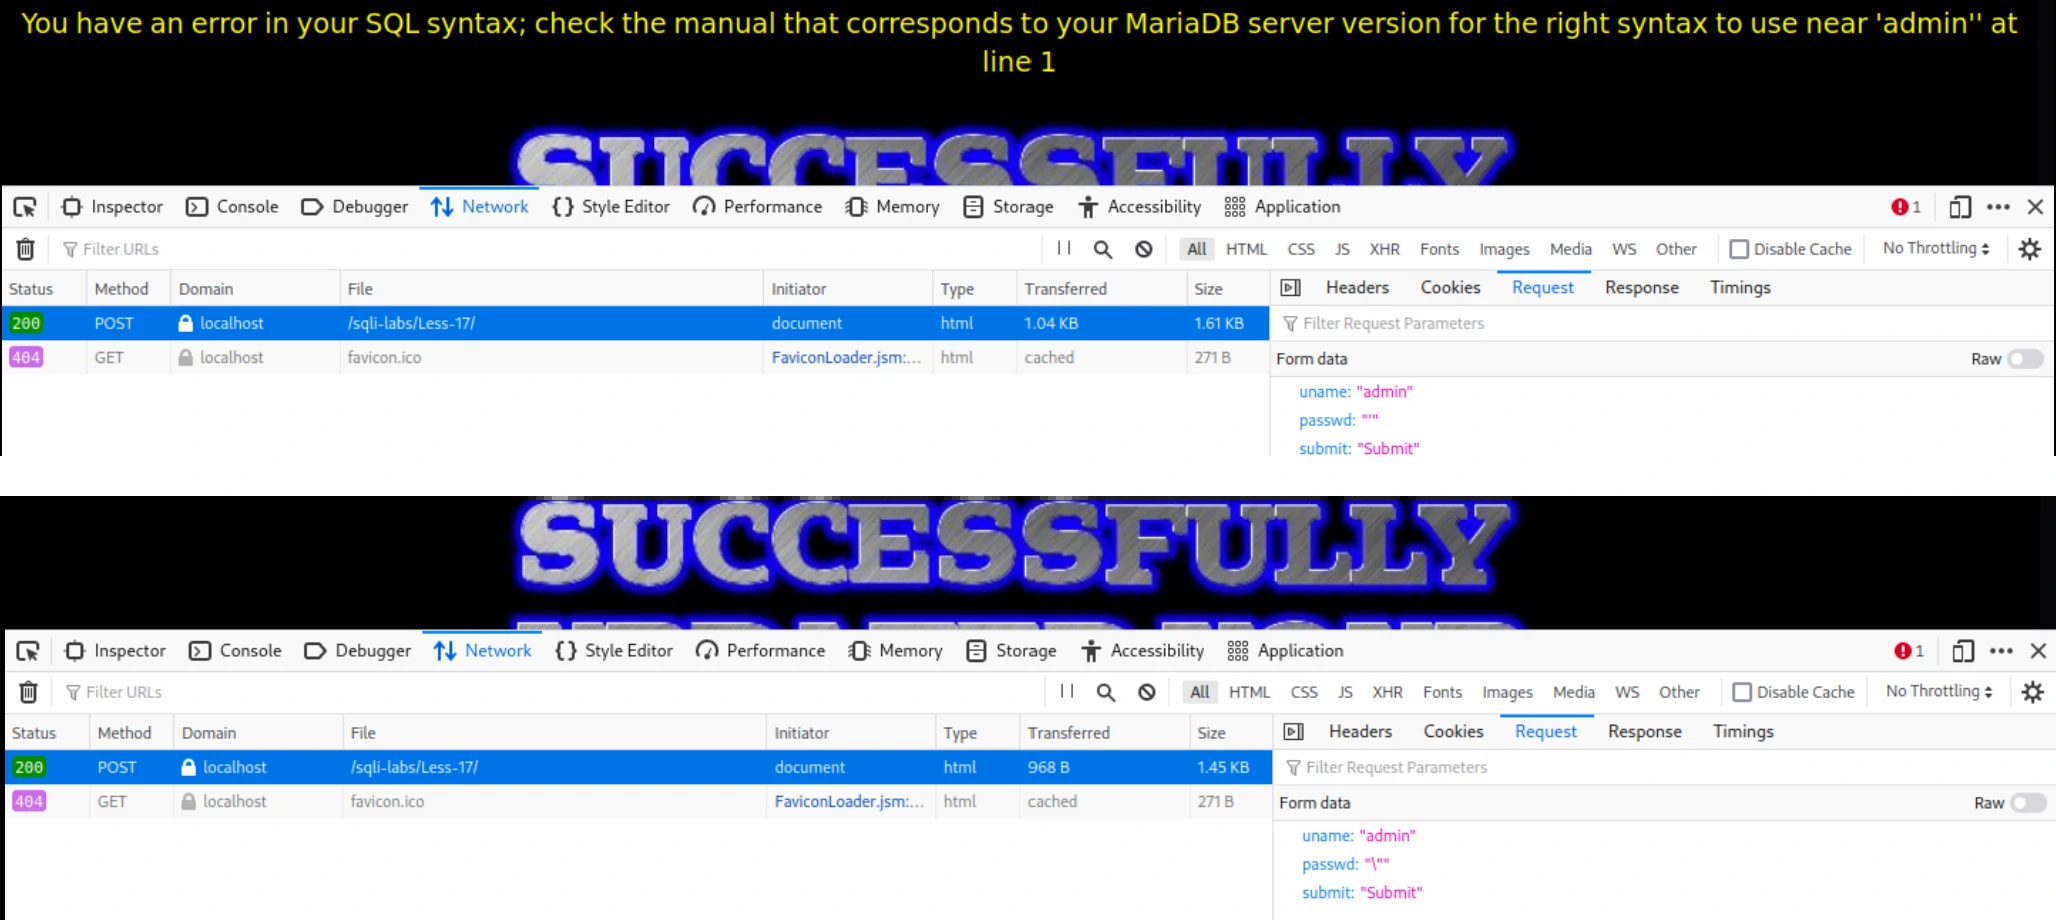 You have an error in your SQL syntax; check the manual that corresponds to your MariaDB server version for the right syntax to use near 'admin'' at
line 1
SUCCESSFULLY
Inspector Console Debugger Network Style Editor Performance Memory Storage Accessibility Application 1
Filter URLs All HTML CSS JS XHR Fonts Images Media WS Other Disable Cache No Throttling
Status Method Domain File Initiator Type Transferred Size Headers Cookies Request Response Timings
200 POST localhost /sqli-labs/Less-17/ document html 1.04 KB 1.61 KB Filter Request Parameters
404 GET localhost favicon.ico FaviconLoader.jsm:... html cached 271 B Form data Raw
uname: "admin"
passwd: "'"
submit: "Submit"
SUCCESSFULLY
Inspector Console Debugger Network Style Editor Performance Memory Storage Accessibility Application 1
Filter URLs All HTML CSS JS XHR Fonts Images Media WS Other Disable Cache No Throttling
Status Method Domain File Initiator Type Transferred Size Headers Cookies Request Response Timings
200 POST localhost /sqli-labs/Less-17/ document html 968 B 1.45 KB Filter Request Parameters
404 GET localhost favicon.ico FaviconLoader.jsm:... html cached 271 B Form data Raw
uname: "admin"
passwd: "\""
submit: "Submit"